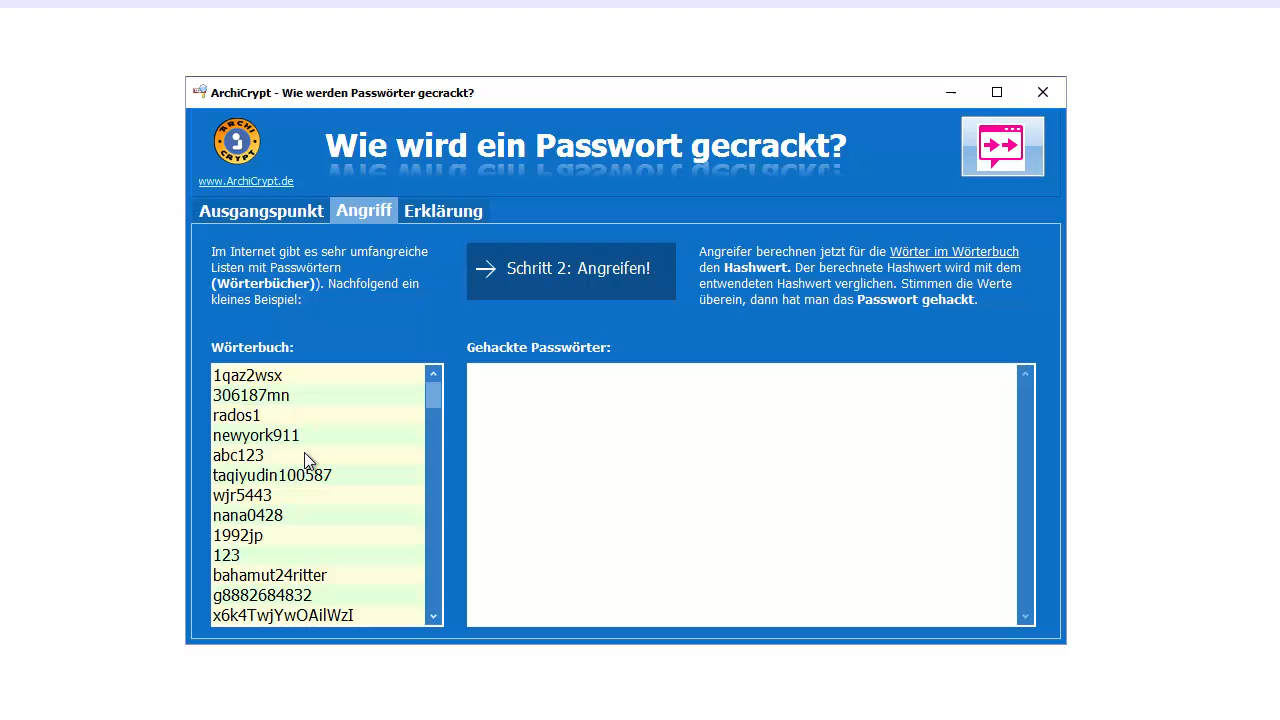 ArchiCrypt - Wie werden Passwörter gecrackt?
ARCHI CRYPT
Wie wird ein Passwort gecrackt?
www.ArchiCrypt.de
Ausgangspunkt Angriff Erklärung
Im Internet gibt es sehr umfangreiche
Listen mit Passwörtern
(Wörterbücher)). Nachfolgend ein
kleines Beispiel:
Schritt 2: Angreifen!
Angreifer berechnen jetzt für die Wörter im Wörterbuch
den Hashwert. Der berechnete Hashwert wird mit dem
entwendeten Hashwert verglichen. Stimmen die Werte
überein, dann hat man das Passwort gehackt.
Wörterbuch:
1qaz2wsx
306187mn
rados1
newyork911
abc123
taqiyudin100587
wjr5443
nana0428
1992jp
123
bahamut24ritter
g8882684832
x6k4TwjYwOAilWzI
Gehackte Passwörter: